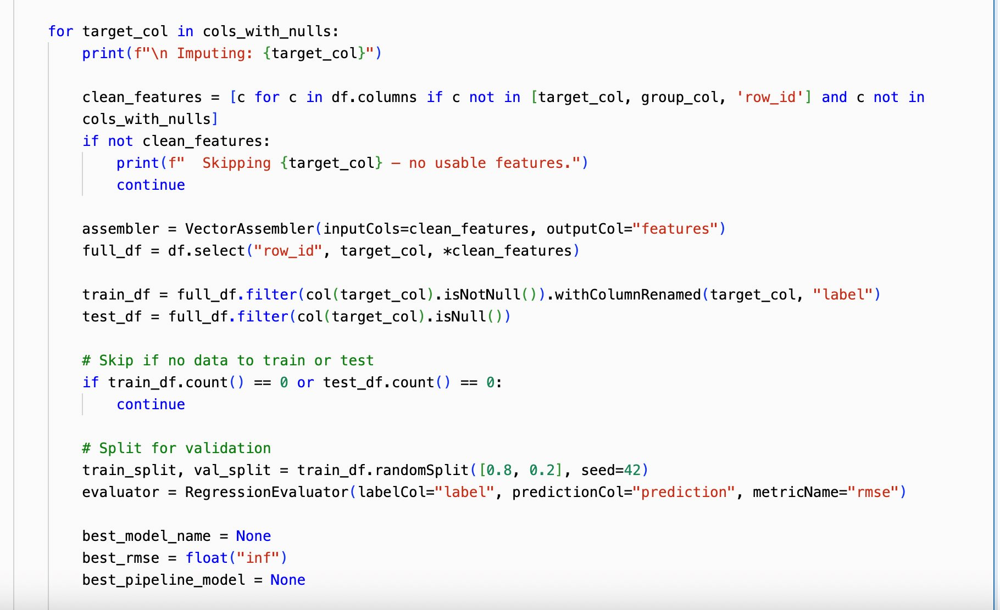 for target_col in cols_with_nulls:
print(f"\n Imputing: {target_col}")
clean_features = [c for c in df.columns if c not in [target_col, group_col, 'row_id'] and c not in
cols_with_nulls]
if not clean_features:
print(f"  Skipping {target_col} — no usable features.")
continue
assembler = VectorAssembler(inputCols=clean_features, outputCol="features")
full_df = df.select("row_id", target_col, *clean_features)
train_df = full_df.filter(col(target_col).isNotNull()).withColumnRenamed(target_col, "label")
test_df = full_df.filter(col(target_col).isNull())
# Skip if no data to train or test
if train_df.count() == 0 or test_df.count() == 0:
continue
# Split for validation
train_split, val_split = train_df.randomSplit([0.8, 0.2], seed=42)
evaluator = RegressionEvaluator(labelCol="label", predictionCol="prediction", metricName="rmse")
best_model_name = None
best_rmse = float("inf")
best_pipeline_model = None